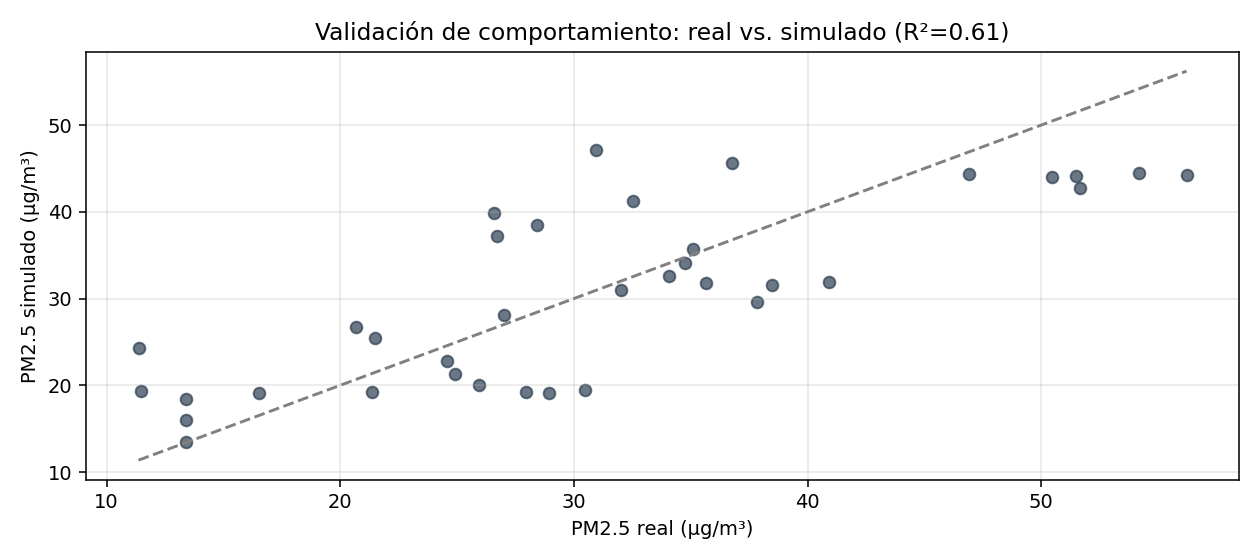 Validación de comportamiento: real vs. simulado (R²=0.61)
PM2.5 simulado (µg/m³)
50
40
30
20
10
10 20 30 40 50
PM2.5 real (µg/m³)